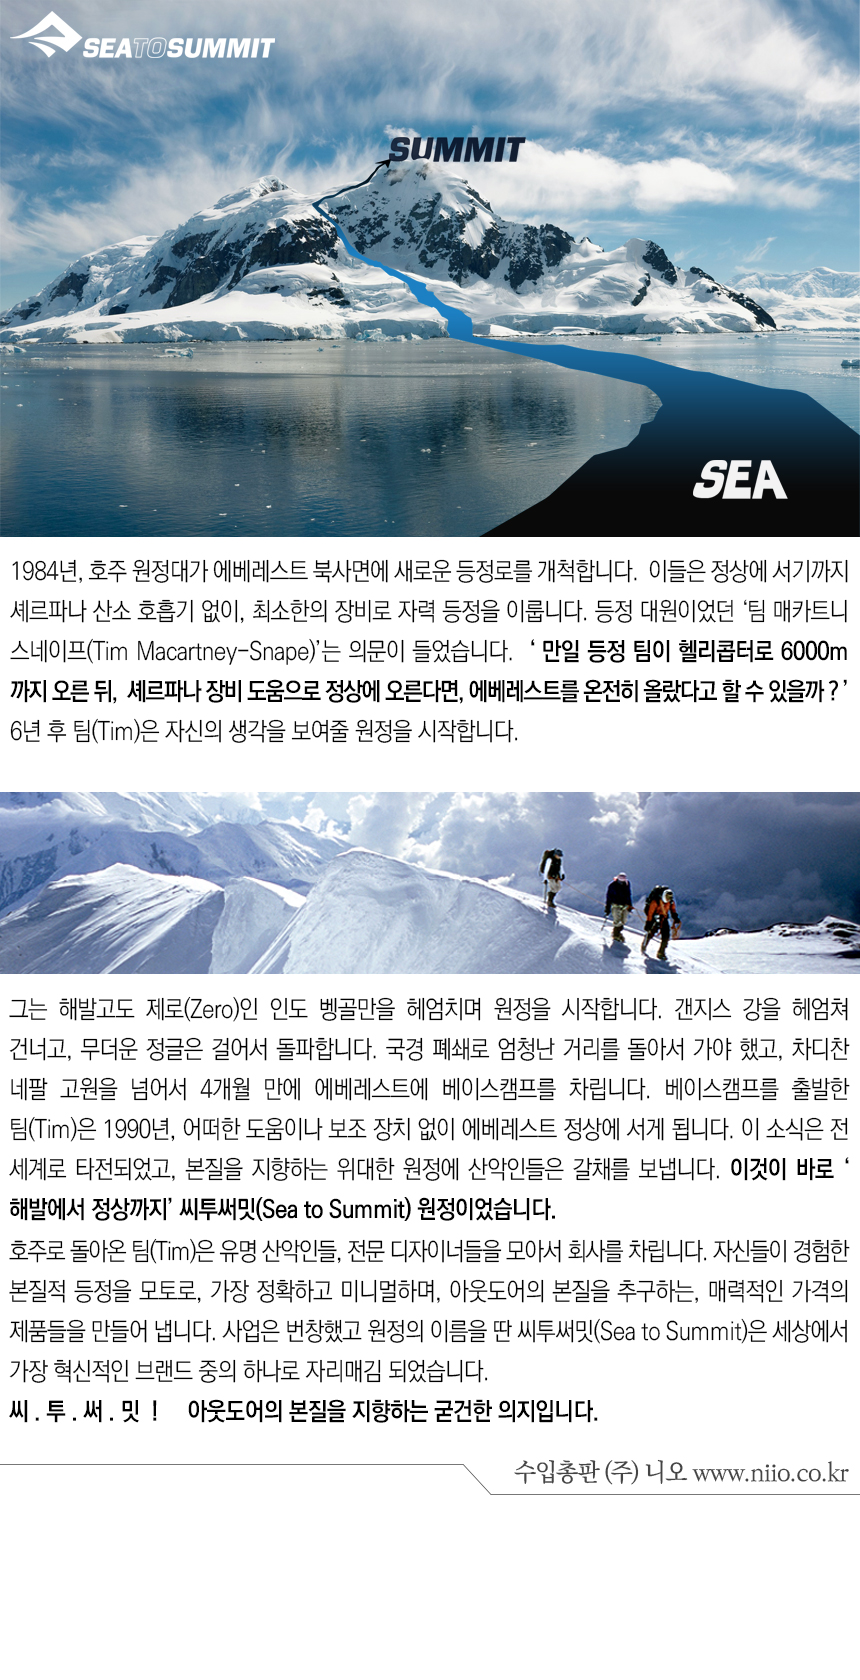 SEATOSUMMIT
SUMMIT
SEA
1984년, 호주 원정대가 에베레스트 북사면에 새로운 등정로를 개척합니다. 이들은 정상에 서기까지
셰르파나 산소 호흡기 없이, 최소한의 장비로 자력 등정을 이룹니다. 등정 대원이었던 ‘팀 매카트니
스네이프(Tim Macartney-Snape)’는 의문이 들었습니다. ‘ 만일 등정 팀이 헬리콥터로 6000m
까지 오른 뒤, 셰르파나 장비 도움으로 정상에 오른다면, 에베레스트를 온전히 올랐다고 할 수 있을까 ? ’
6년 후 팀(Tim)은 자신의 생각을 보여줄 원정을 시작합니다.
그는 해발고도 제로(Zero)인 인도 벵골만을 헤엄치며 원정을 시작합니다. 갠지스 강을 헤엄쳐
건너고, 무더운 정글은 걸어서 돌파합니다. 국경 폐쇄로 엄청난 거리를 돌아서 가야 했고, 차디찬
네팔 고원을 넘어서 4개월 만에 에베레스트에 베이스캠프를 차립니다. 베이스캠프를 출발한
팀(Tim)은 1990년, 어떠한 도움이나 보조 장치 없이 에베레스트 정상에 서게 됩니다. 이 소식은 전
세계로 타전되었고, 본질을 지향하는 위대한 원정에 산악인들은 갈채를 보냅니다. 이것이 바로 ‘
해발에서 정상까지’ 씨투써밋(Sea to Summit) 원정이었습니다.
호주로 돌아온 팀(Tim)은 유명 산악인들, 전문 디자이너들을 모아서 회사를 차립니다. 자신들이 경험한
본질적 등정을 모토로, 가장 정확하고 미니멀하며, 아웃도어의 본질을 추구하는, 매력적인 가격의
제품들을 만들어 냅니다. 사업은 번창했고 원정의 이름을 딴 씨투써밋(Sea to Summit)은 세상에서
가장 혁신적인 브랜드 중의 하나로 자리매김 되었습니다.
씨 . 투 . 써 . 밋 ! 아웃도어의 본질을 지향하는 굳건한 의지입니다.
수입총판 (주) 니오 www.niio.co.kr